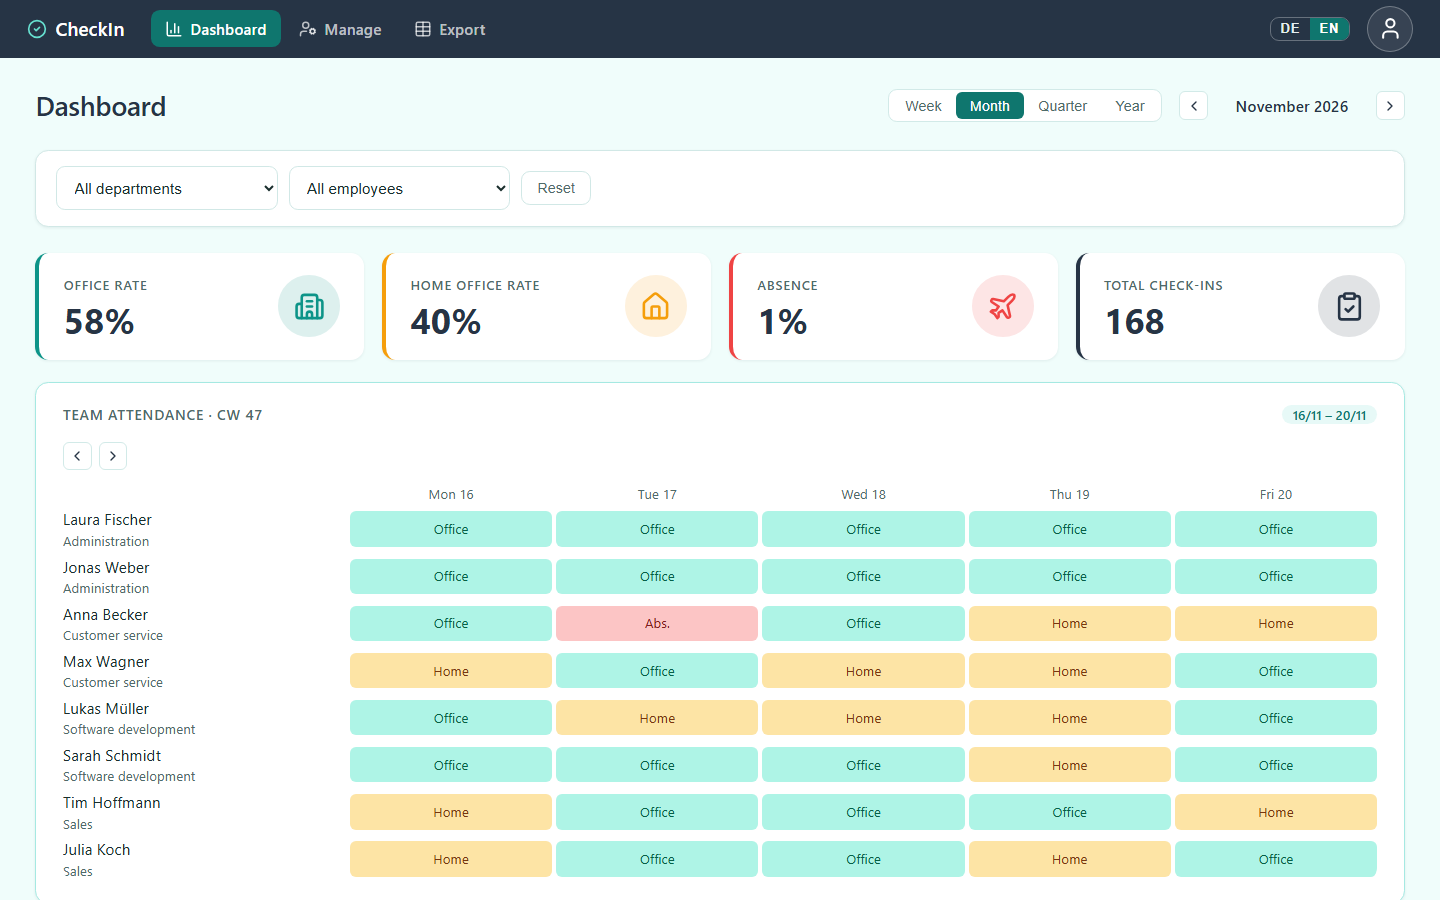 CheckIn Dashboard Manage Export DE EN
Dashboard Week Month Quarter Year November 2026
All departments All employees Reset
OFFICE RATE
58%
HOME OFFICE RATE
40%
ABSENCE
1%
TOTAL CHECK-INS
168
TEAM ATTENDANCE · CW 47 16/11 – 20/11
Mon 16 Tue 17 Wed 18 Thu 19 Fri 20
Laura Fischer
Administration
Office Office Office Office Office
Jonas Weber
Administration
Office Office Office Office Office
Anna Becker
Customer service
Office Abs. Office Home Home
Max Wagner
Customer service
Home Office Home Home Office
Lukas Müller
Software development
Office Home Home Home Office
Sarah Schmidt
Software development
Office Office Office Home Office
Tim Hoffmann
Sales
Home Office Office Office Home
Julia Koch
Sales
Home Office Office Home Office